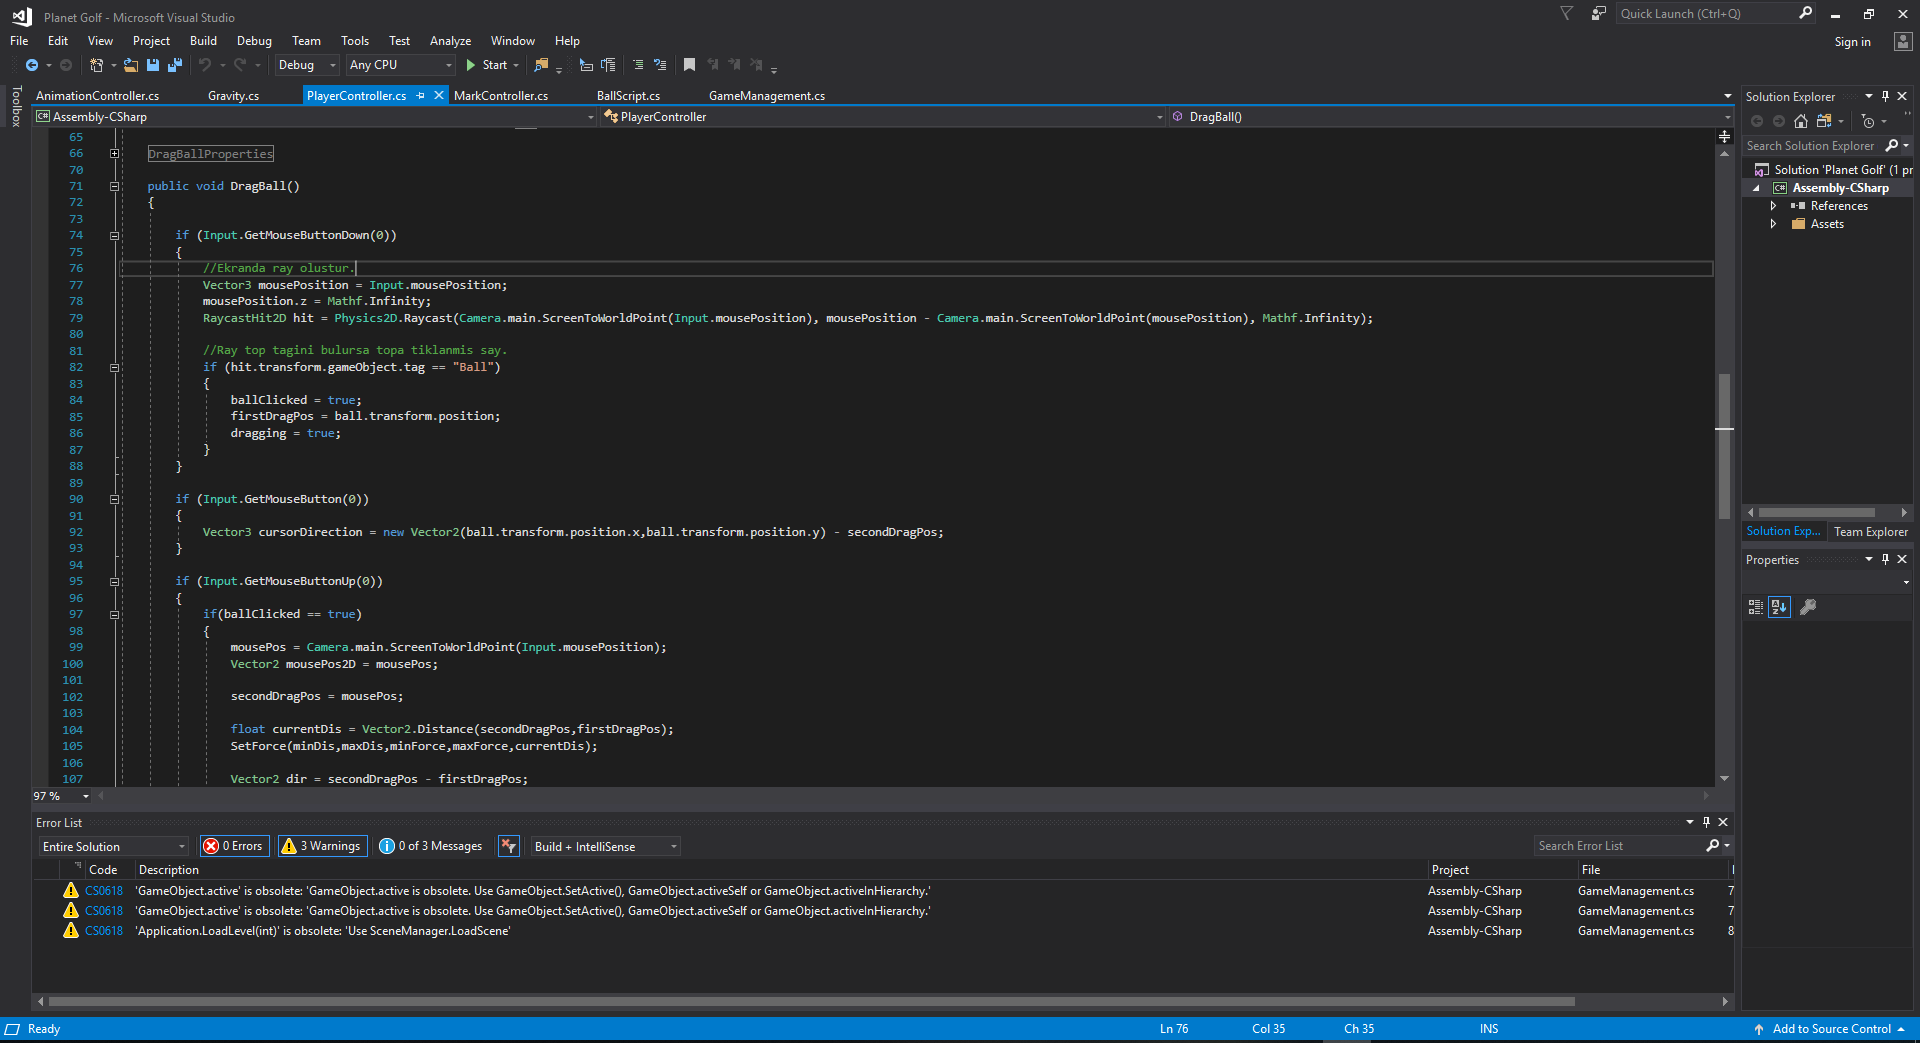 Planet Golf - Microsoft Visual Studio
Quick Launch (Ctrl+Q)
File Edit View Project Build Debug Team Tools Test Analyze Window Help
Sign in
Debug Any CPU Start
Toolbox
AnimationController.cs Gravity.cs PlayerController.cs MarkController.cs BallScript.cs GameManagement.cs
C# Assembly-CSharp PlayerController DragBall()
65
66 DragBallProperties
70
71 public void DragBall()
72 {
73
74 if (Input.GetMouseButtonDown(0))
75 {
76 //Ekranda ray olustur.
77 Vector3 mousePosition = Input.mousePosition;
78 mousePosition.z = Mathf.Infinity;
79 RaycastHit2D hit = Physics2D.Raycast(Camera.main.ScreenToWorldPoint(Input.mousePosition), mousePosition - Camera.main.ScreenToWorldPoint(mousePosition), Mathf.Infinity);
80
81 //Ray top tagini bulursa topa tiklanmis say.
82 if (hit.transform.gameObject.tag == "Ball")
83 {
84 ballClicked = true;
85 firstDragPos = ball.transform.position;
86 dragging = true;
87 }
88 }
89
90 if (Input.GetMouseButton(0))
91 {
92 Vector3 cursorDirection = new Vector2(ball.transform.position.x,ball.transform.position.y) - secondDragPos;
93 }
94
95 if (Input.GetMouseButtonUp(0))
96 {
97 if(ballClicked == true)
98 {
99 mousePos = Camera.main.ScreenToWorldPoint(Input.mousePosition);
100 Vector2 mousePos2D = mousePos;
101
102 secondDragPos = mousePos;
103
104 float currentDis = Vector2.Distance(secondDragPos,firstDragPos);
105 SetForce(minDis,maxDis,minForce,maxForce,currentDis);
106
107 Vector2 dir = secondDragPos - firstDragPos;
97 %
Solution Explorer
Search Solution Explorer
Solution 'Planet Golf' (1 pr
C# Assembly-CSharp
References
Assets
Solution Exp... Team Explorer
Properties
Error List
Entire Solution 0 Errors 3 Warnings 0 of 3 Messages Build + IntelliSense Search Error List
Code Description Project File
CS0618 'GameObject.active' is obsolete: 'GameObject.active is obsolete. Use GameObject.SetActive(), GameObject.activeSelf or GameObject.activeInHierarchy.' Assembly-CSharp GameManagement.cs 7
CS0618 'GameObject.active' is obsolete: 'GameObject.active is obsolete. Use GameObject.SetActive(), GameObject.activeSelf or GameObject.activeInHierarchy.' Assembly-CSharp GameManagement.cs 7
CS0618 'Application.LoadLevel(int)' is obsolete: 'Use SceneManager.LoadScene' Assembly-CSharp GameManagement.cs 8
Ready Ln 76 Col 35 Ch 35 INS Add to Source Control